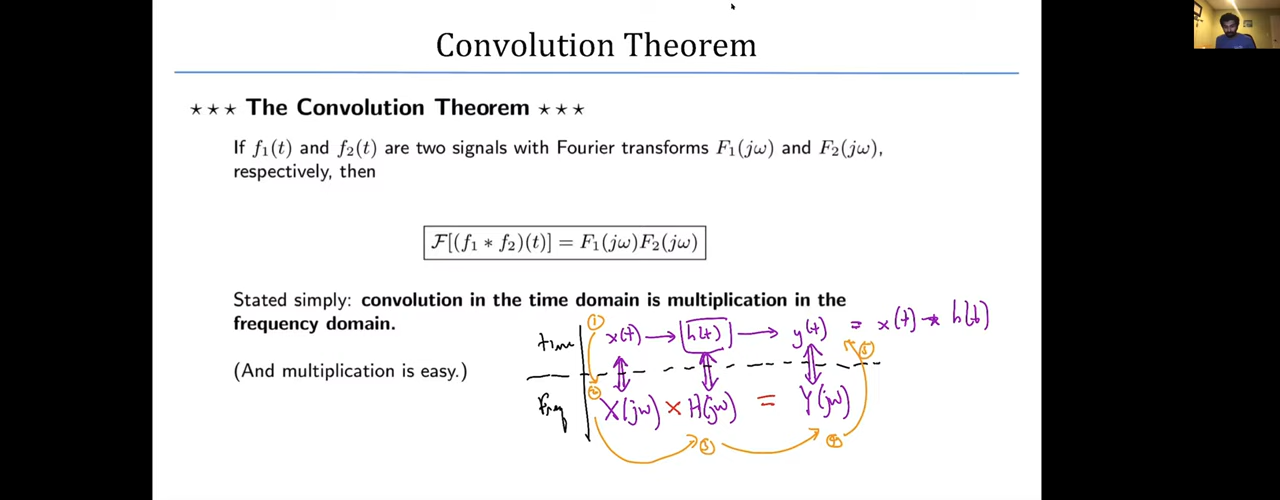 Convolution Theorem
⋆⋆⋆ The Convolution Theorem ⋆⋆⋆
If f₁(t) and f₂(t) are two signals with Fourier transforms F₁(jω) and F₂(jω),
respectively, then
ℱ[(f₁ ∗ f₂)(t)] = F₁(jω)F₂(jω)
Stated simply: convolution in the time domain is multiplication in the
frequency domain.
(And multiplication is easy.)
① time x(t) → h(t) → y(t) = x(t) * h(t)
⑤
② Freq X(jω) × H(jω) = Y(jω)
③ ④